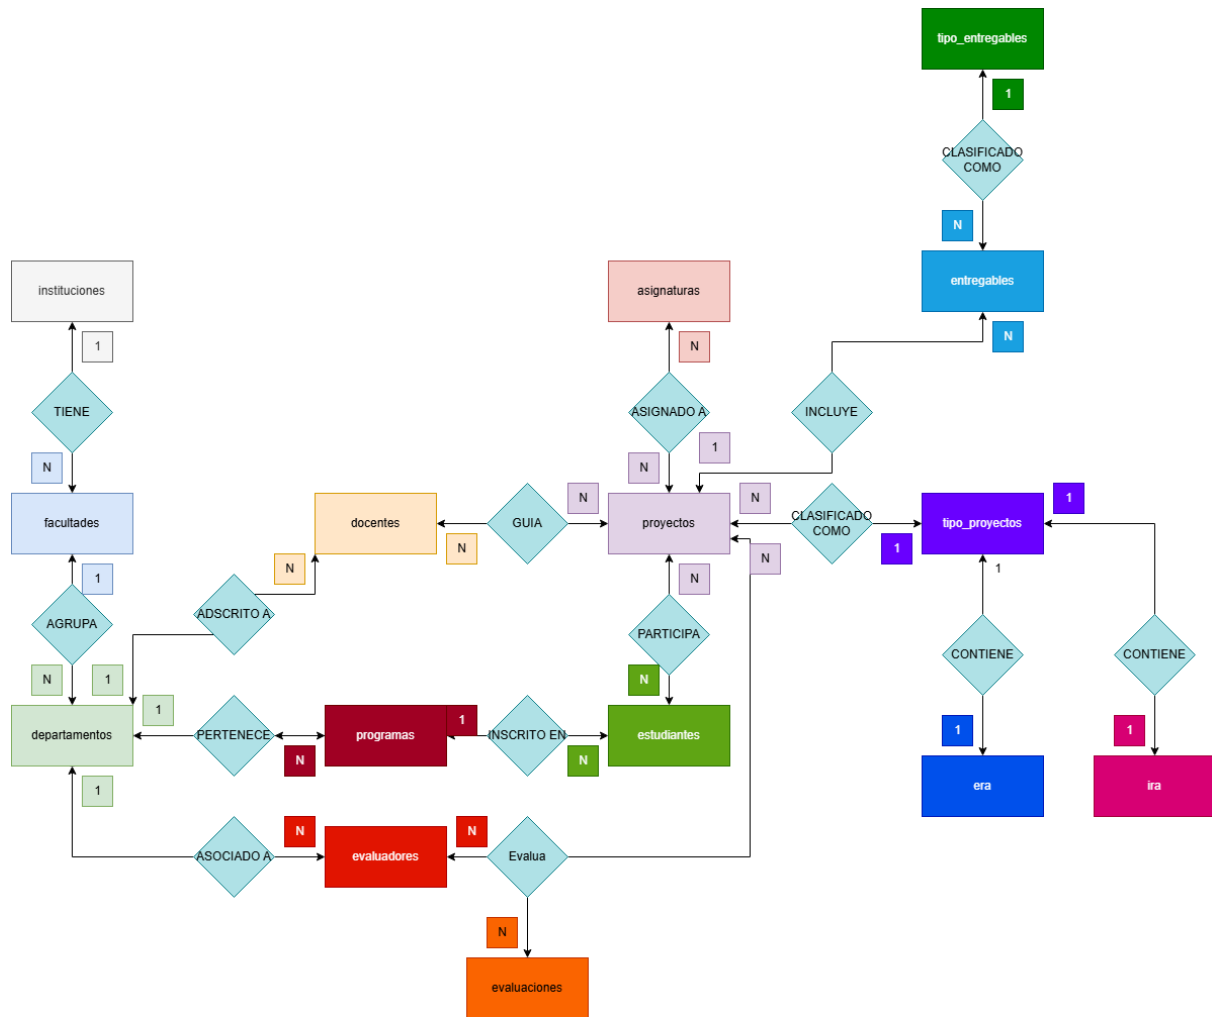 tipo_entregables
1
CLASIFICADO
COMO
N
entregables
N
instituciones
asignaturas
1
N
TIENE
ASIGNADO A
INCLUYE
1
N
N
facultades
docentes
N
GUIA
N
proyectos
N
CLASIFICADO
COMO
1
tipo_proyectos
1
N
N
1
N
1
AGRUPA
ADSCRITO A
PARTICIPA
CONTIENE
CONTIENE
N
1
N
1
departamentos
PERTENECE
N
programas
1
INSCRITO EN
N
estudiantes
1
1
1
era
ira
N
N
ASOCIADO A
evaluadores
Evalua
N
evaluaciones